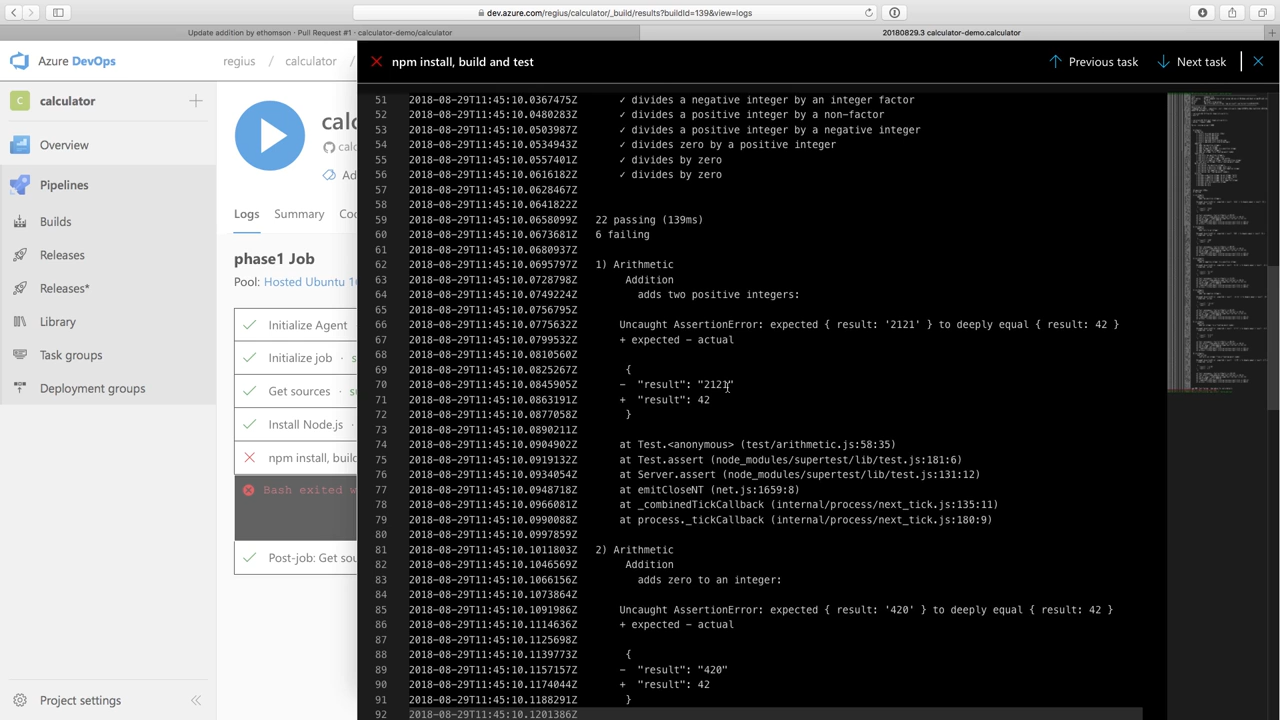 dev.azure.com/regius/calculator/_build/results?buildId=139&view=logs
Update addition by ethomson · Pull Request #1 · calculator-demo/calculator
20180829.3 calculator-demo.calculator
Azure DevOps
regius / calculator /
C calculator
Overview
Pipelines
Builds
Releases
Releases*
Library
Task groups
Deployment groups
Project settings
Logs Summary
phase1 Job
Pool: Hosted Ubuntu
Initialize Agent
Initialize job ·
Get sources ·
Install Node.js
npm install,
Bash exited
Post-job: Get
npm install, build and test
Previous task
Next task
51 2018-08-29T11:45:10.0367475Z ✓ divides a negative integer by an integer factor
52 2018-08-29T11:45:10.0480283Z ✓ divides a positive integer by a non-factor
53 2018-08-29T11:45:10.0503987Z ✓ divides a positive integer by a negative integer
54 2018-08-29T11:45:10.0534943Z ✓ divides zero by a positive integer
55 2018-08-29T11:45:10.0557401Z ✓ divides by zero
56 2018-08-29T11:45:10.0616182Z ✓ divides by zero
57 2018-08-29T11:45:10.0628467Z
58 2018-08-29T11:45:10.0641822Z
59 2018-08-29T11:45:10.0658099Z 22 passing (139ms)
60 2018-08-29T11:45:10.0673681Z 6 failing
61 2018-08-29T11:45:10.0689937Z
62 2018-08-29T11:45:10.0695797Z 1) Arithmetic
63 2018-08-29T11:45:10.0728798Z Addition
64 2018-08-29T11:45:10.0749224Z adds two positive integers:
65 2018-08-29T11:45:10.0756795Z
66 2018-08-29T11:45:10.0775632Z Uncaught AssertionError: expected { result: '2121' } to deeply equal { result: 42 }
67 2018-08-29T11:45:10.0799532Z + expected - actual
68 2018-08-29T11:45:10.0810560Z
69 2018-08-29T11:45:10.0825267Z {
70 2018-08-29T11:45:10.0845905Z - "result": "2121"
71 2018-08-29T11:45:10.0863191Z + "result": 42
72 2018-08-29T11:45:10.0877058Z }
73 2018-08-29T11:45:10.0890211Z
74 2018-08-29T11:45:10.0904902Z at Test.<anonymous> (test/arithmetic.js:58:35)
75 2018-08-29T11:45:10.0919132Z at Test.assert (node_modules/supertest/lib/test.js:181:6)
76 2018-08-29T11:45:10.0934054Z at Server.assert (node_modules/supertest/lib/test.js:131:12)
77 2018-08-29T11:45:10.0948718Z at emitCloseNT (net.js:1659:8)
78 2018-08-29T11:45:10.0966081Z at _combinedTickCallback (internal/process/next_tick.js:135:11)
79 2018-08-29T11:45:10.0990088Z at process._tickCallback (internal/process/next_tick.js:180:9)
80 2018-08-29T11:45:10.0997859Z
81 2018-08-29T11:45:10.1011803Z 2) Arithmetic
82 2018-08-29T11:45:10.1046569Z Addition
83 2018-08-29T11:45:10.1066156Z adds zero to an integer:
84 2018-08-29T11:45:10.1073864Z
85 2018-08-29T11:45:10.1091986Z Uncaught AssertionError: expected { result: '420' } to deeply equal { result: 42 }
86 2018-08-29T11:45:10.1114636Z + expected - actual
87 2018-08-29T11:45:10.1125698Z
88 2018-08-29T11:45:10.1139773Z {
89 2018-08-29T11:45:10.1157157Z - "result": "420"
90 2018-08-29T11:45:10.1174044Z + "result": 42
91 2018-08-29T11:45:10.1188291Z }
92 2018-08-29T11:45:10.1201386Z